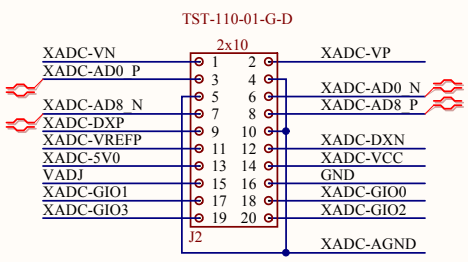 TST-110-01-G-D
2x10
XADC-VN 1 2 XADC-VP
XADC-AD0_P 3 4
5 6 XADC-AD0_N
XADC-AD8_N 7 8 XADC-AD8_P
XADC-DXP 9 10
XADC-VREFP 11 12 XADC-DXN
XADC-5V0 13 14 XADC-VCC
VADJ 15 16 GND
XADC-GIO1 17 18 XADC-GIO0
XADC-GIO3 19 20 XADC-GIO2
J2
XADC-AGND